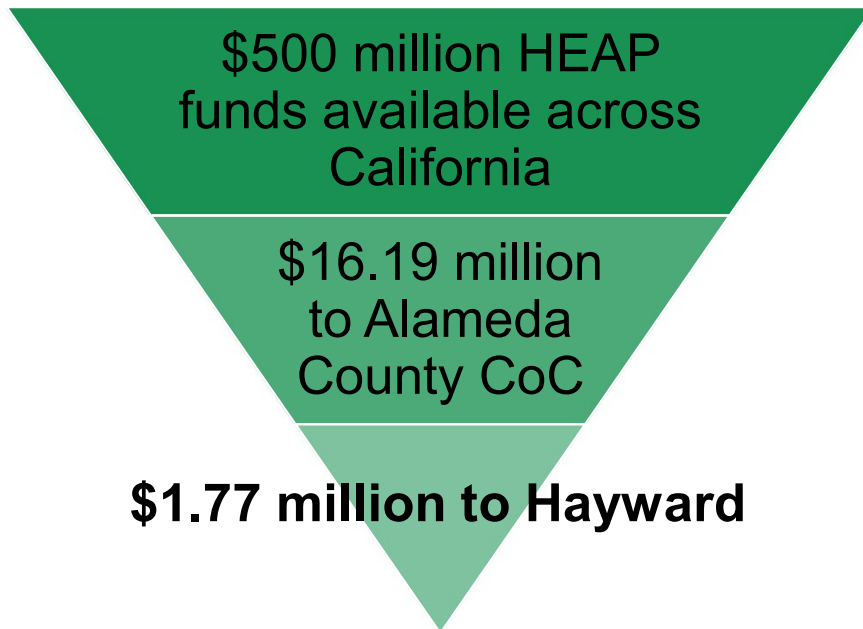 $500 million HEAP
funds available across
California
$16.19 million
to Alameda
County CoC
$1.77 million to Hayward